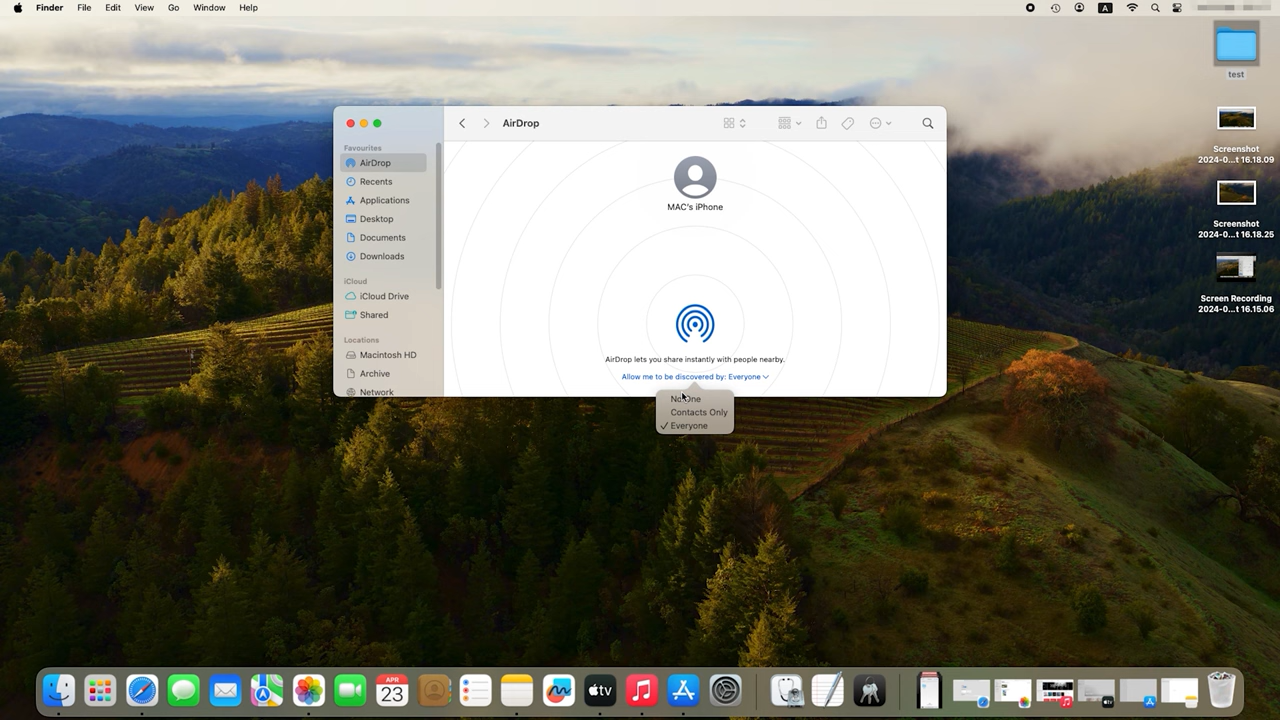 Finder File Edit View Go Window Help A
test
Screenshot
2024-0...t 16.18.09
Screenshot
2024-0...t 16.18.25
Screen Recording
2024-0...t 16.15.06
AirDrop
Favourites
AirDrop
Recents
Applications
Desktop
Documents
Downloads
iCloud
iCloud Drive
Shared
Locations
Macintosh HD
Archive
Network
MAC's iPhone
AirDrop lets you share instantly with people nearby.
Allow me to be discovered by: Everyone
No One
Contacts Only
✓ Everyone
APR
23
tv